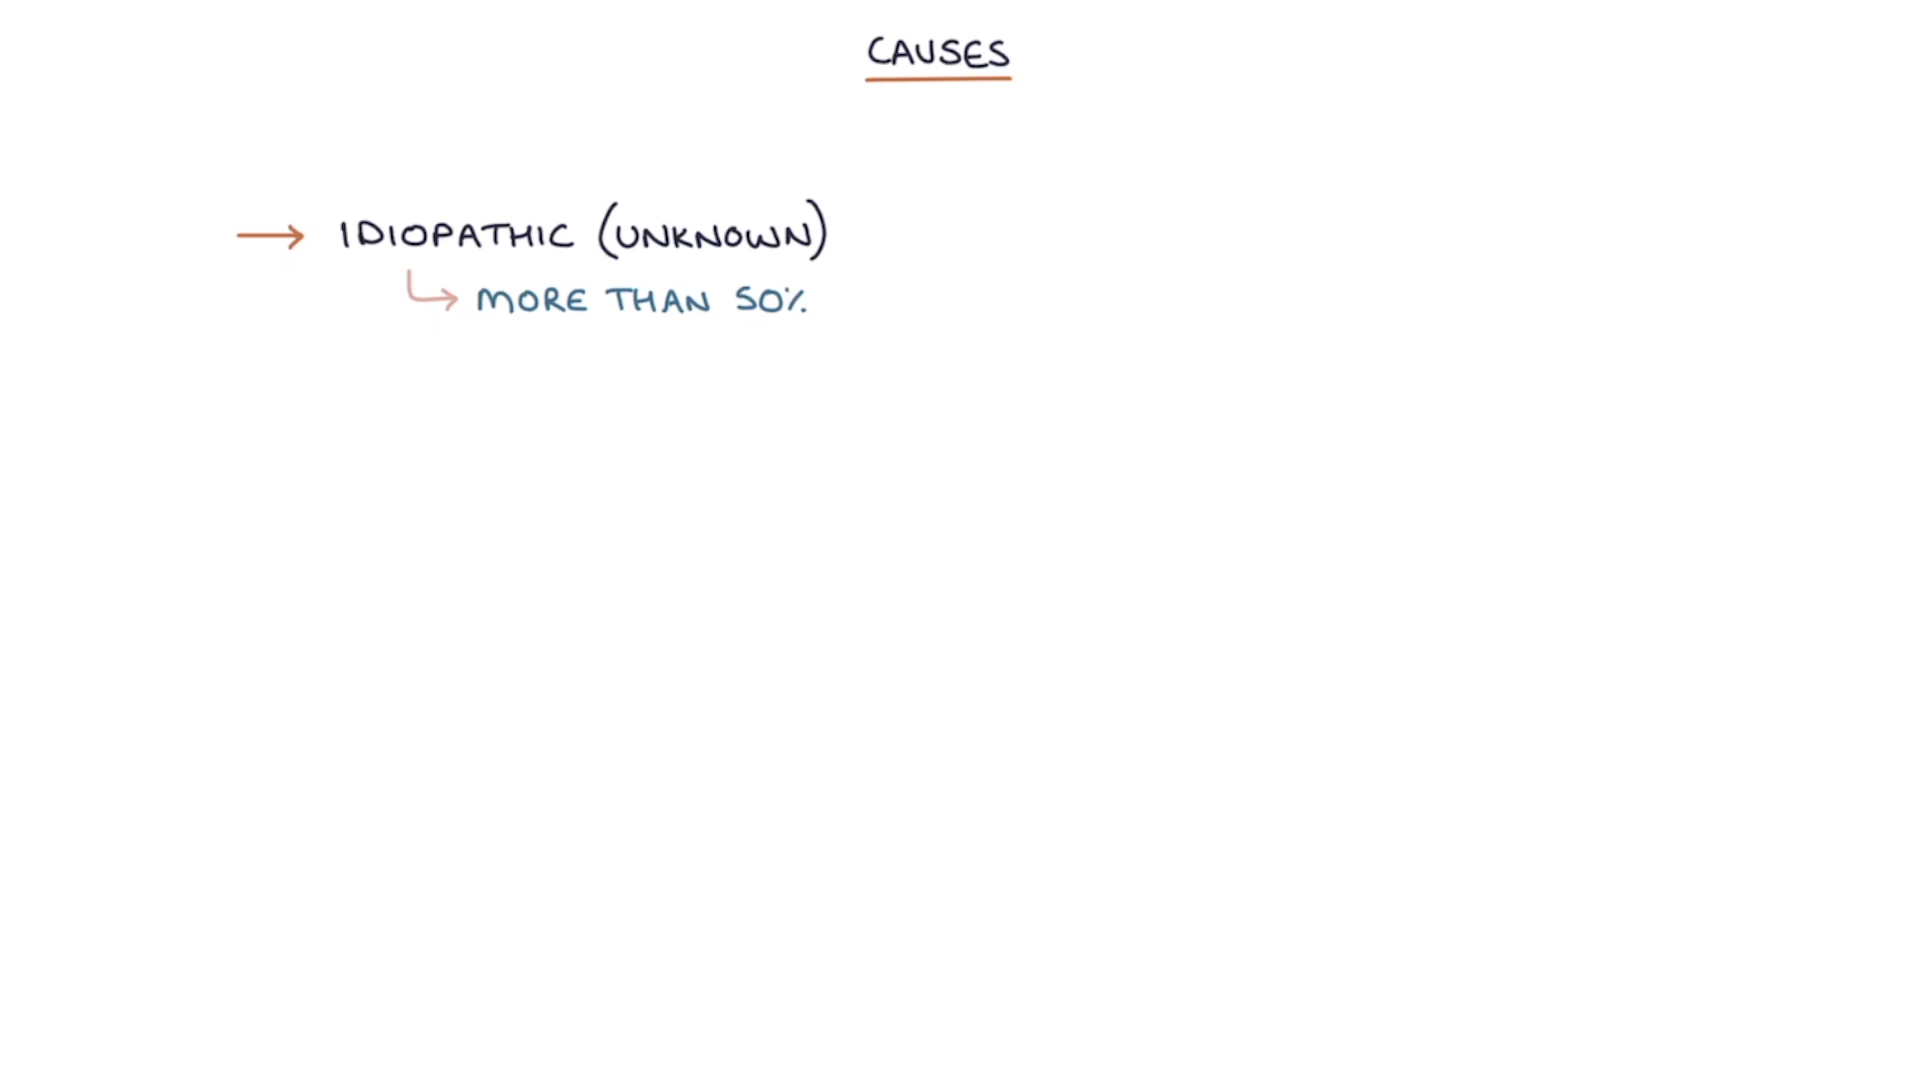 CAUSES
→ IDIOPATHIC (UNKNOWN)
↳ MORE THAN 50%